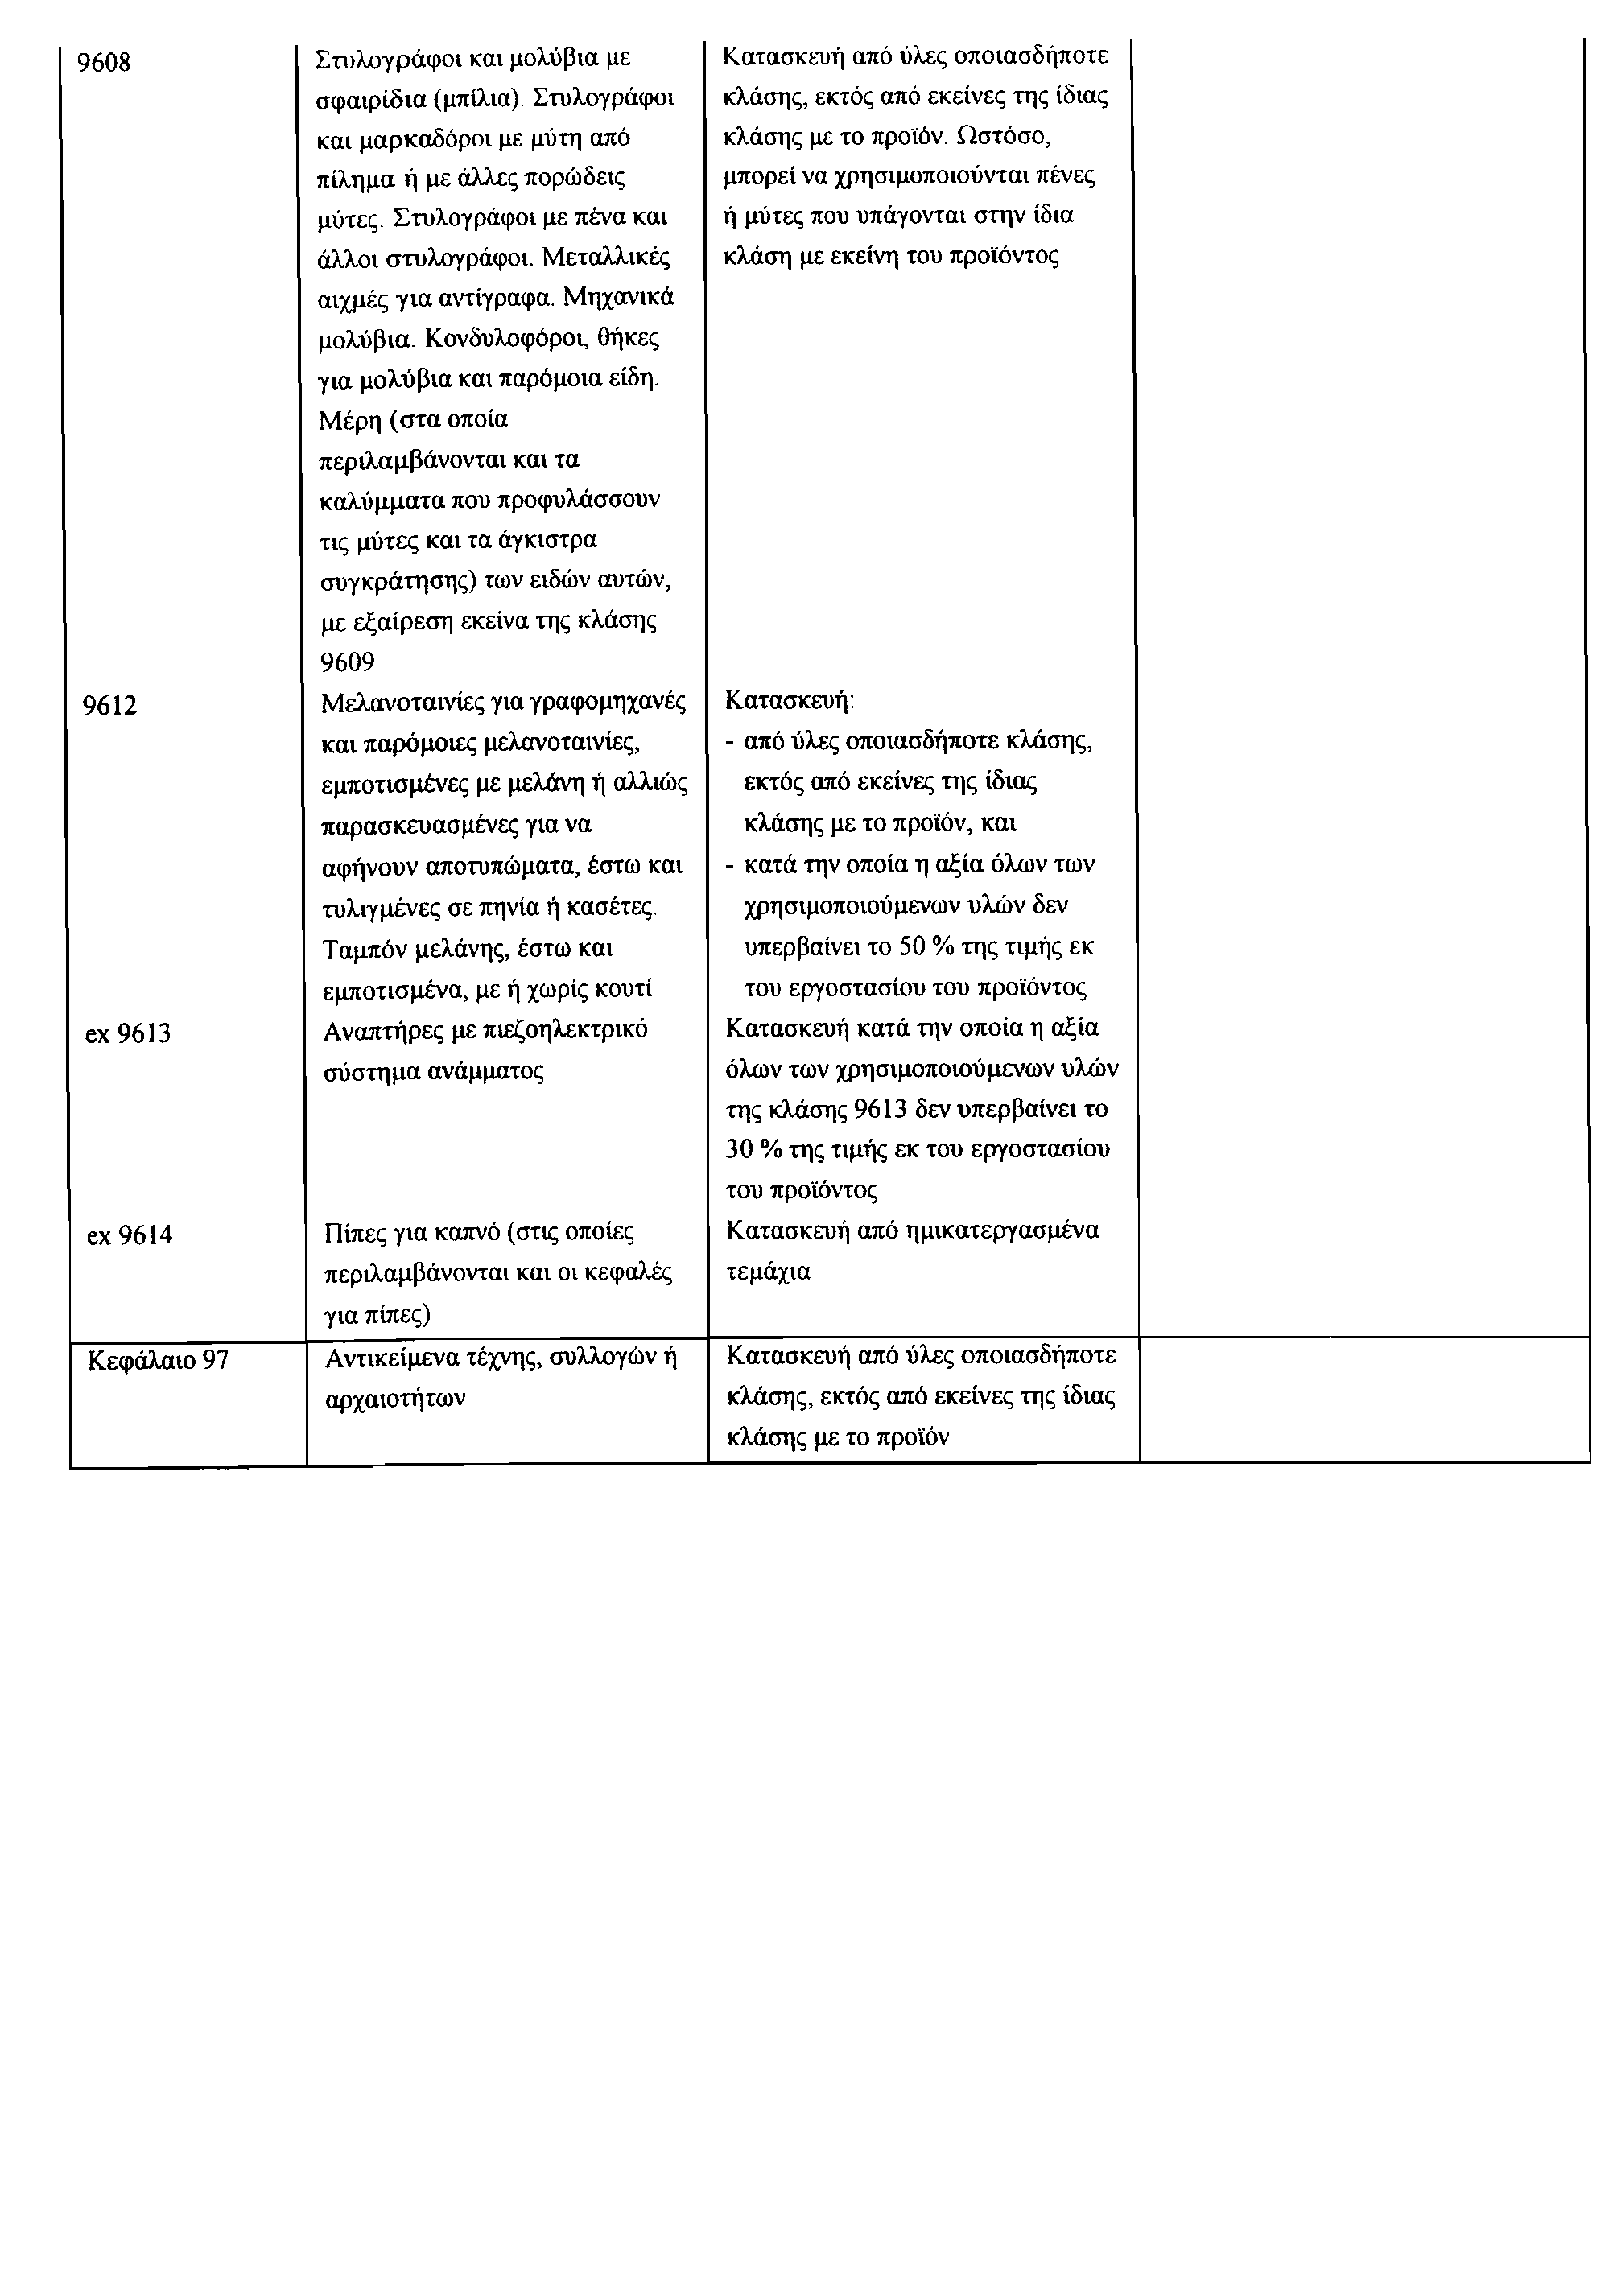 9608
Στυλογράφοι και μολύβια με
σφαιρίδια (μπίλια). Στυλογράφοι
και μαρκαδόροι με μύτη από
πίλημα ή με άλλες πορώδεις
μύτες. Στυλογράφοι με πένα και
άλλοι στυλογράφοι. Μεταλλικές
αιχμές για αντίγραφα. Μηχανικά
μολύβια. Κονδυλοφόροι, θήκες
για μολύβια και παρόμοια είδη.
Μέρη (στα οποία
περιλαμβάνονται και τα
καλύμματα που προφυλάσσουν
τις μύτες και τα άγκιστρα
συγκράτησης) των ειδών αυτών,
με εξαίρεση εκείνα της κλάσης
9609
Κατασκευή από ύλες οποιασδήποτε
κλάσης, εκτός από εκείνες της ίδιας
κλάσης με το προϊόν. Ωστόσο,
μπορεί να χρησιμοποιούνται πένες
ή μύτες που υπάγονται στην ίδια
κλάση με εκείνη του προϊόντος
9612
Μελανοταινίες για γραφομηχανές
και παρόμοιες μελανοταινίες,
εμποτισμένες με μελάνη ή αλλιώς
παρασκευασμένες για να
αφήνουν αποτυπώματα, έστω και
τυλιγμένες σε πηνία ή κασέτες.
Ταμπόν μελάνης, έστω και
εμποτισμένα, με ή χωρίς κουτί
Κατασκευή:
- από ύλες οποιασδήποτε κλάσης,
εκτός από εκείνες της ίδιας
κλάσης με το προϊόν, και
- κατά την οποία η αξία όλων των
χρησιμοποιούμενων υλών δεν
υπερβαίνει το 50 % της τιμής εκ
του εργοστασίου του προϊόντος
ex 9613
Αναπτήρες με πιεζοηλεκτρικό
σύστημα ανάμματος
Κατασκευή κατά την οποία η αξία
όλων των χρησιμοποιούμενων υλών
της κλάσης 9613 δεν υπερβαίνει το
30 % της τιμής εκ του εργοστασίου
του προϊόντος
ex 9614
Πίπες για καπνό (στις οποίες
περιλαμβάνονται και οι κεφαλές
για πίπες)
Κατασκευή από ημικατεργασμένα
τεμάχια
Κεφάλαιο 97
Αντικείμενα τέχνης, συλλογών ή
αρχαιοτήτων
Κατασκευή από ύλες οποιασδήποτε
κλάσης, εκτός από εκείνες της ίδιας
κλάσης με το προϊόν